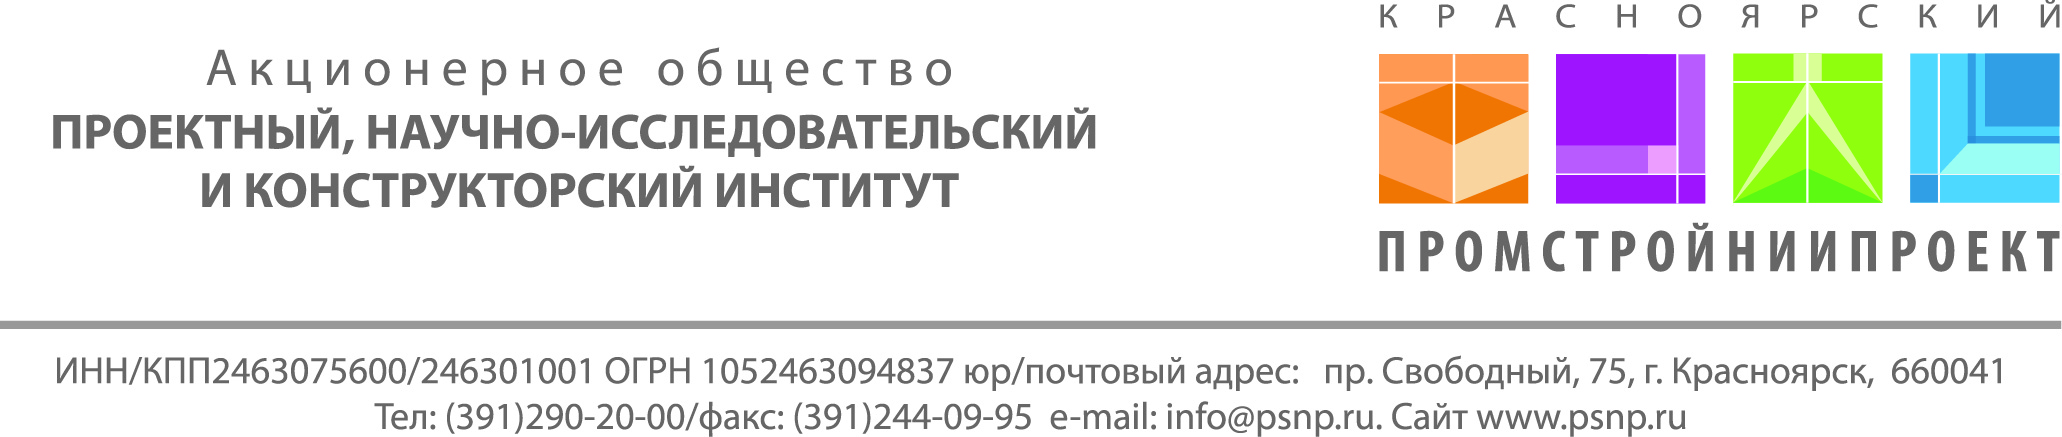 Акционерное общество
ПРОЕКТНЫЙ, НАУЧНО-ИССЛЕДОВАТЕЛЬСКИЙ
И КОНСТРУКТОРСКИЙ ИНСТИТУТ
КРАСНОЯРСКИЙ
ПРОМСТРОЙНИИПРОЕКТ
ИНН/КПП2463075600/246301001 ОГРН 1052463094837 юр/почтовый адрес: пр. Свободный, 75, г. Красноярск, 660041
Тел: (391)290-20-00/факс: (391)244-09-95 e-mail: info@psnp.ru. Сайт www.psnp.ru